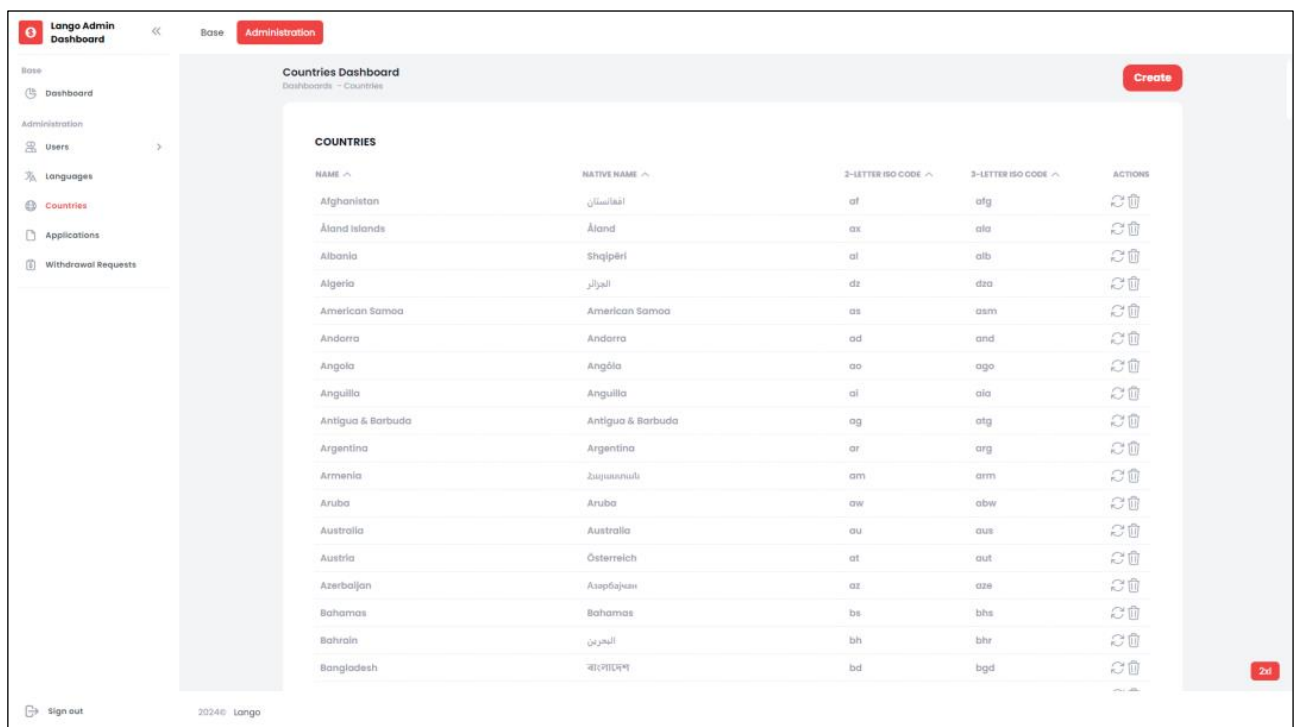 Lango Admin
Dashboard
Base Administration
Base
Dashboard
Administration
Users
Languages
Countries
Applications
Withdrawal Requests
Sign out
Countries Dashboard
Dashboards - Countries
Create
COUNTRIES
NAME NATIVE NAME 2-LETTER ISO CODE 3-LETTER ISO CODE ACTIONS
Afghanistan افغانستان af afg
Åland Islands Åland ax ala
Albania Shqipëri al alb
Algeria الجزائر dz dza
American Samoa American Samoa as asm
Andorra Andorra ad and
Angola Angóla ao ago
Anguilla Anguilla ai aia
Antigua & Barbuda Antigua & Barbuda ag atg
Argentina Argentina ar arg
Armenia Հայաստան am arm
Aruba Aruba aw abw
Australia Australia au aus
Austria Österreich at aut
Azerbaijan Азәрбајҹан az aze
Bahamas Bahamas bs bhs
Bahrain البحرين bh bhr
Bangladesh বাংলাদেশ bd bgd
2xl
2024© Lango